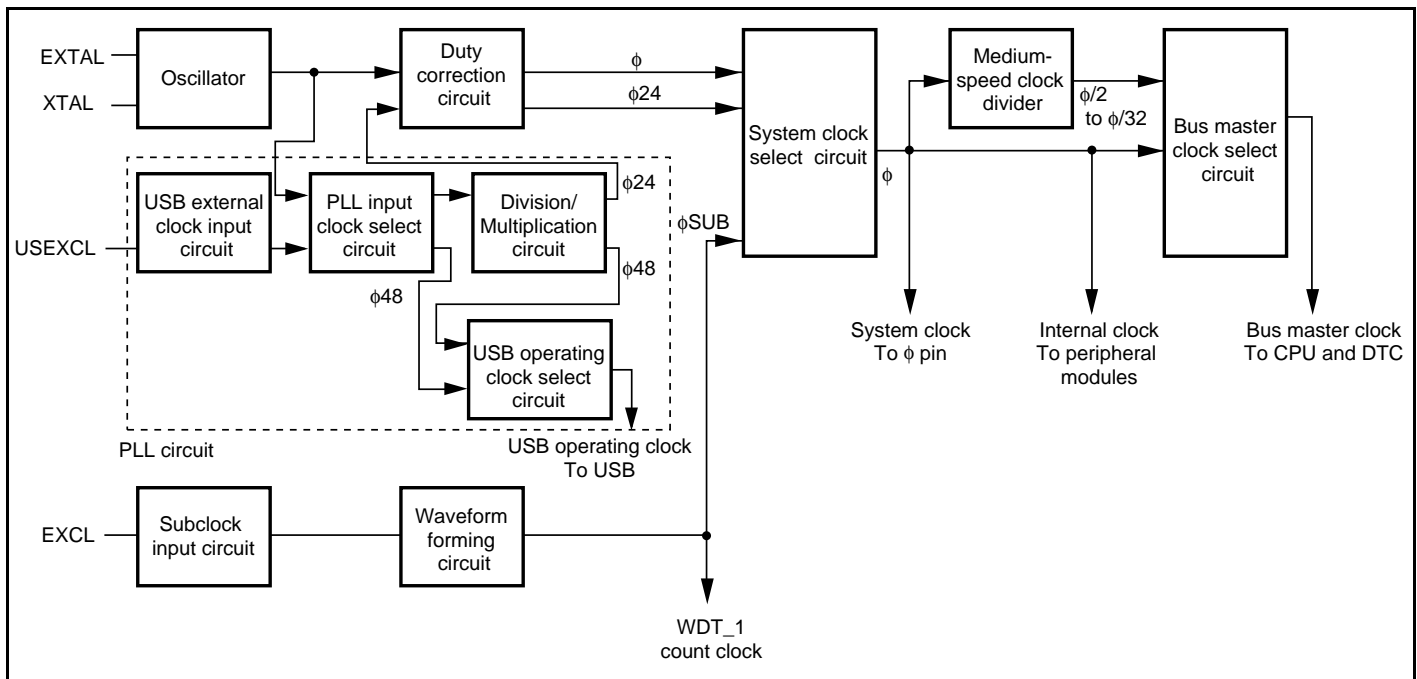 EXTAL
XTAL
Oscillator
Duty
correction
circuit
ϕ
ϕ24
System clock
select circuit
ϕ
Medium-
speed clock
divider
ϕ/2
to ϕ/32
Bus master
clock select
circuit
USEXCL
USB external
clock input
circuit
PLL input
clock select
circuit
Division/
Multiplication
circuit
ϕ24
ϕ48
ϕ48
ϕSUB
USB operating
clock select
circuit
PLL circuit
USB operating clock
To USB
System clock
To ϕ pin
Internal clock
To peripheral
modules
Bus master clock
To CPU and DTC
EXCL
Subclock
input circuit
Waveform
forming
circuit
WDT_1
count clock